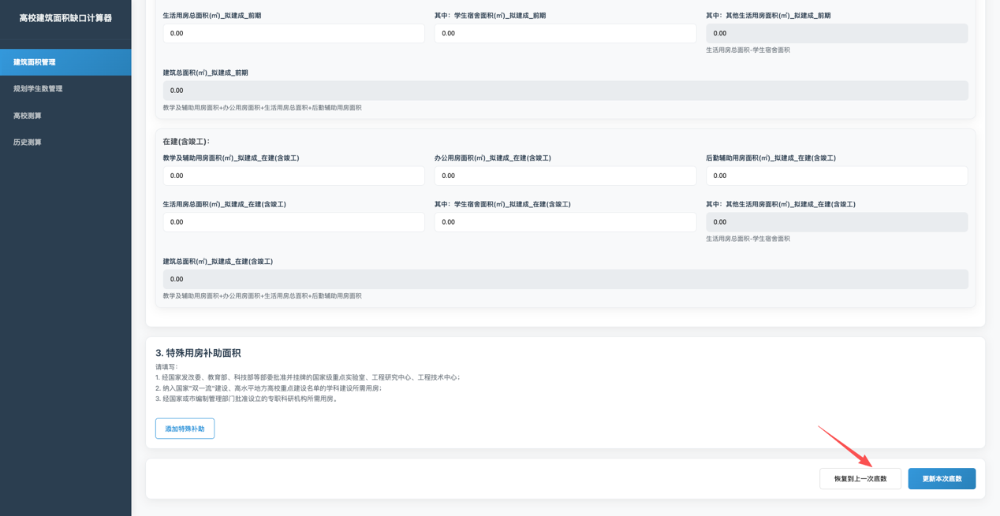 高校建筑面积缺口计算器
建筑面积管理
规划学生数管理
高校测算
历史测算
生活用房总面积(㎡)_拟建成_前期
其中：学生宿舍面积(㎡)_拟建成_前期
其中：其他生活用房面积(㎡)_拟建成_前期
0.00
0.00
0.00
生活用房总面积-学生宿舍面积
建筑总面积(㎡)_拟建成_前期
0.00
教学及辅助用房面积+办公用房面积+生活用房总面积+后勤辅助用房面积
在建(含竣工)：
教学及辅助用房面积(㎡)_拟建成_在建(含竣工)
办公用房面积(㎡)_拟建成_在建(含竣工)
后勤辅助用房面积(㎡)_拟建成_在建(含竣工)
0.00
0.00
0.00
生活用房总面积(㎡)_拟建成_在建(含竣工)
其中：学生宿舍面积(㎡)_拟建成_在建(含竣工)
其中：其他生活用房面积(㎡)_拟建成_在建(含竣工)
0.00
0.00
0.00
生活用房总面积-学生宿舍面积
建筑总面积(㎡)_拟建成_在建(含竣工)
0.00
教学及辅助用房面积+办公用房面积+生活用房总面积+后勤辅助用房面积
3. 特殊用房补助面积
请填写：
1. 经国家发改委、教育部、科技部等部委批准并挂牌的国家级重点实验室、工程研究中心、工程技术中心；
2. 纳入国家“双一流”建设、高水平地方高校重点建设名单的学科建设所需用房；
3. 经国家或市编制管理部门批准设立的专职科研机构所需用房。
添加特殊补助
恢复到上一次底数
更新本次底数